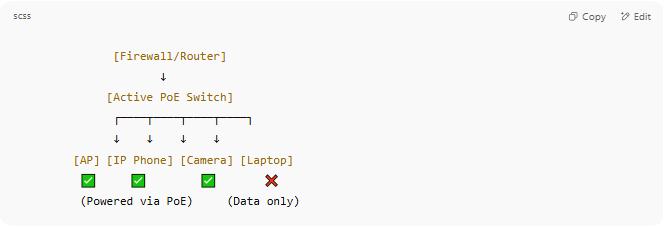 scss Copy Edit
[Firewall/Router]
↓
[Active PoE Switch]
┌────┬────┬────┬────┐
↓ ↓ ↓ ↓
[AP] [IP Phone] [Camera] [Laptop]
✅ ✅ ✅ ❌
(Powered via PoE) (Data only)